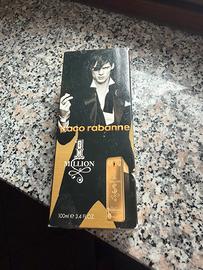 paco rabanne
1
MILLION
100ml e 3.4 FL.OZ.